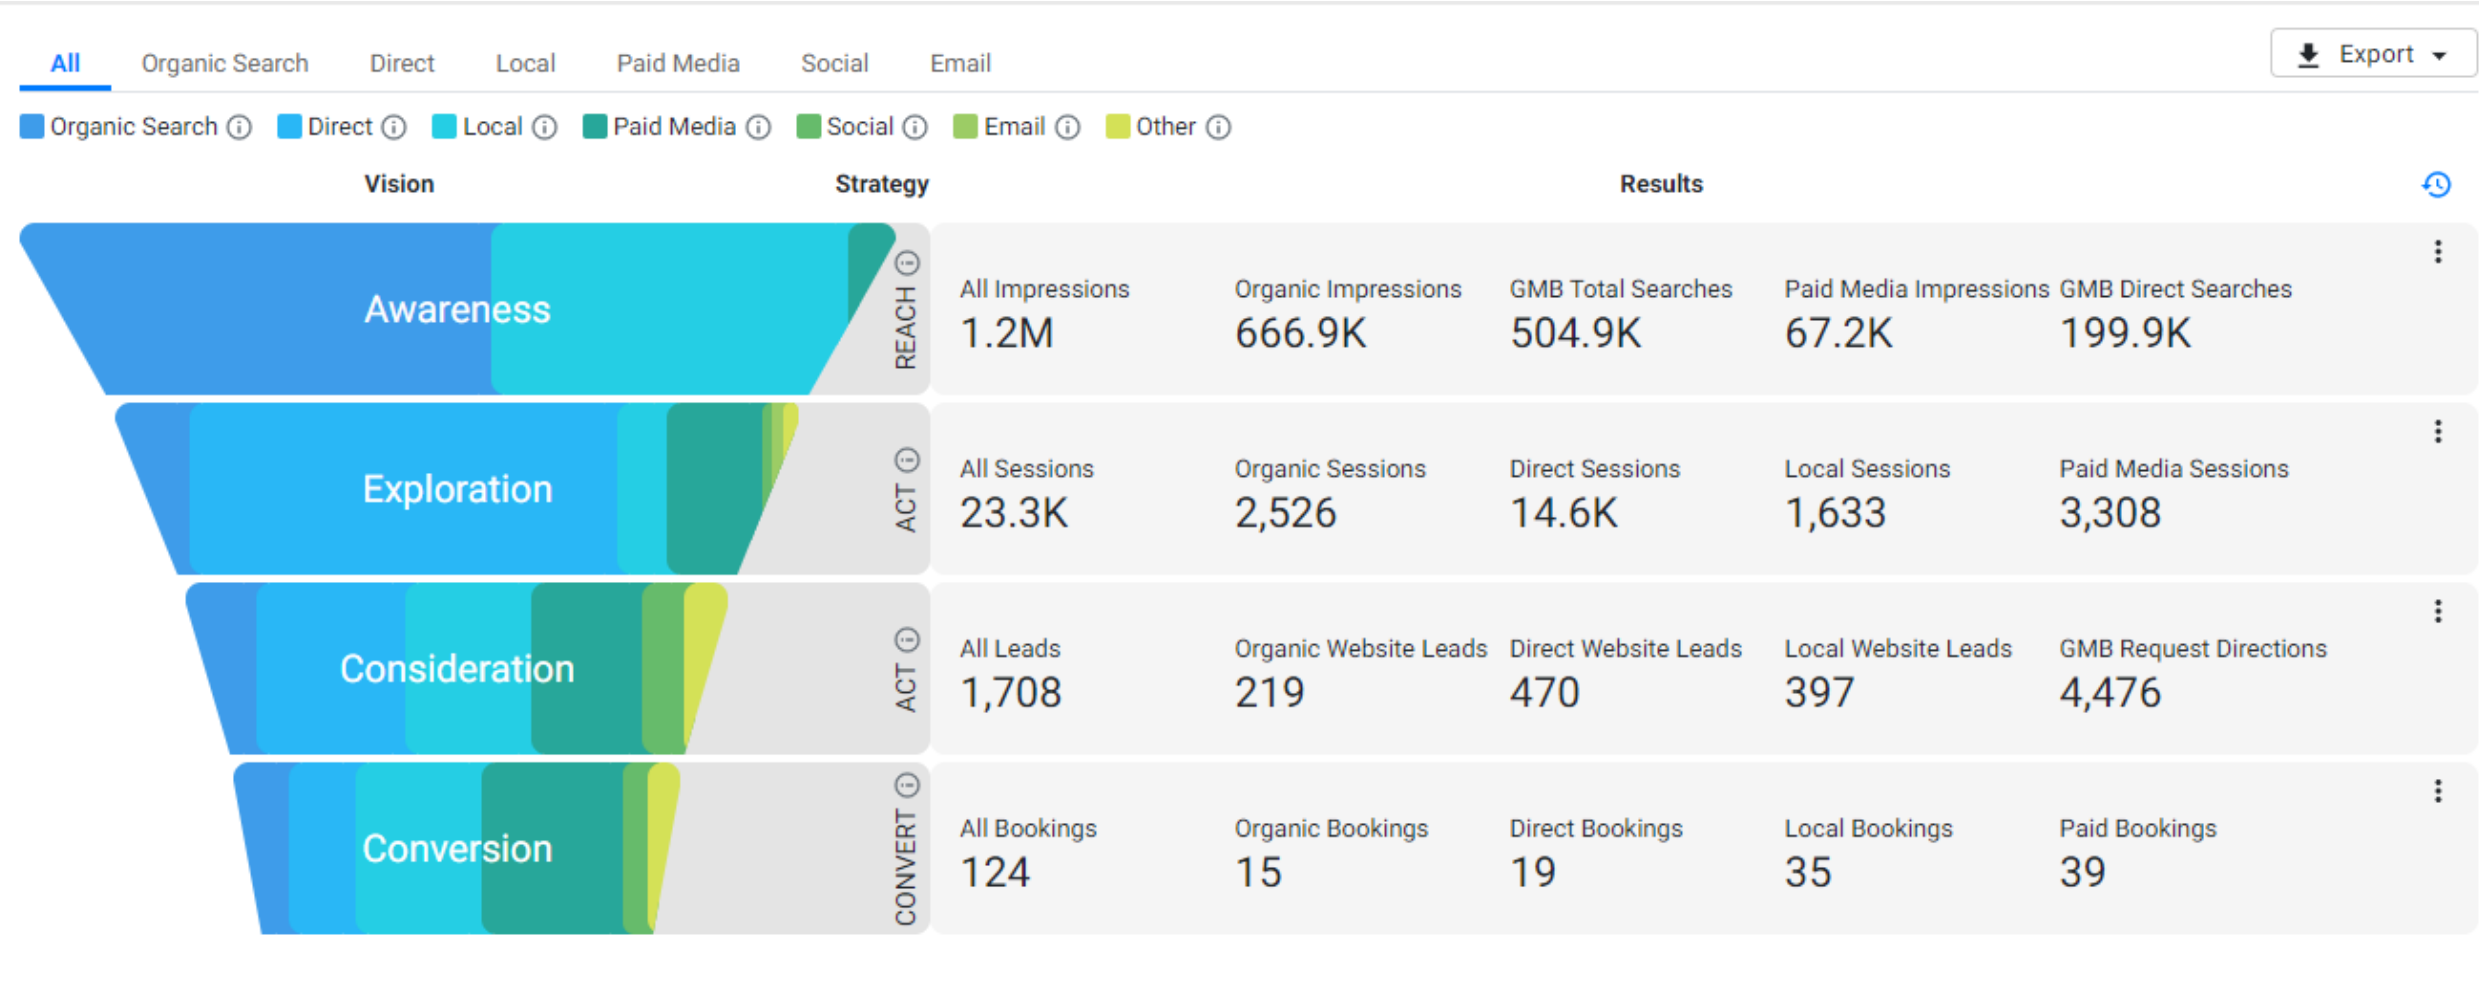 All Organic Search Direct Local Paid Media Social Email Export
Organic Search Direct Local Paid Media Social Email Other
Vision Strategy Results
Awareness
REACH
All Impressions Organic Impressions GMB Total Searches Paid Media Impressions GMB Direct Searches
1.2M 666.9K 504.9K 67.2K 199.9K
Exploration
ACT
All Sessions Organic Sessions Direct Sessions Local Sessions Paid Media Sessions
23.3K 2,526 14.6K 1,633 3,308
Consideration
ACT
All Leads Organic Website Leads Direct Website Leads Local Website Leads GMB Request Directions
1,708 219 470 397 4,476
Conversion
CONVERT
All Bookings Organic Bookings Direct Bookings Local Bookings Paid Bookings
124 15 19 35 39